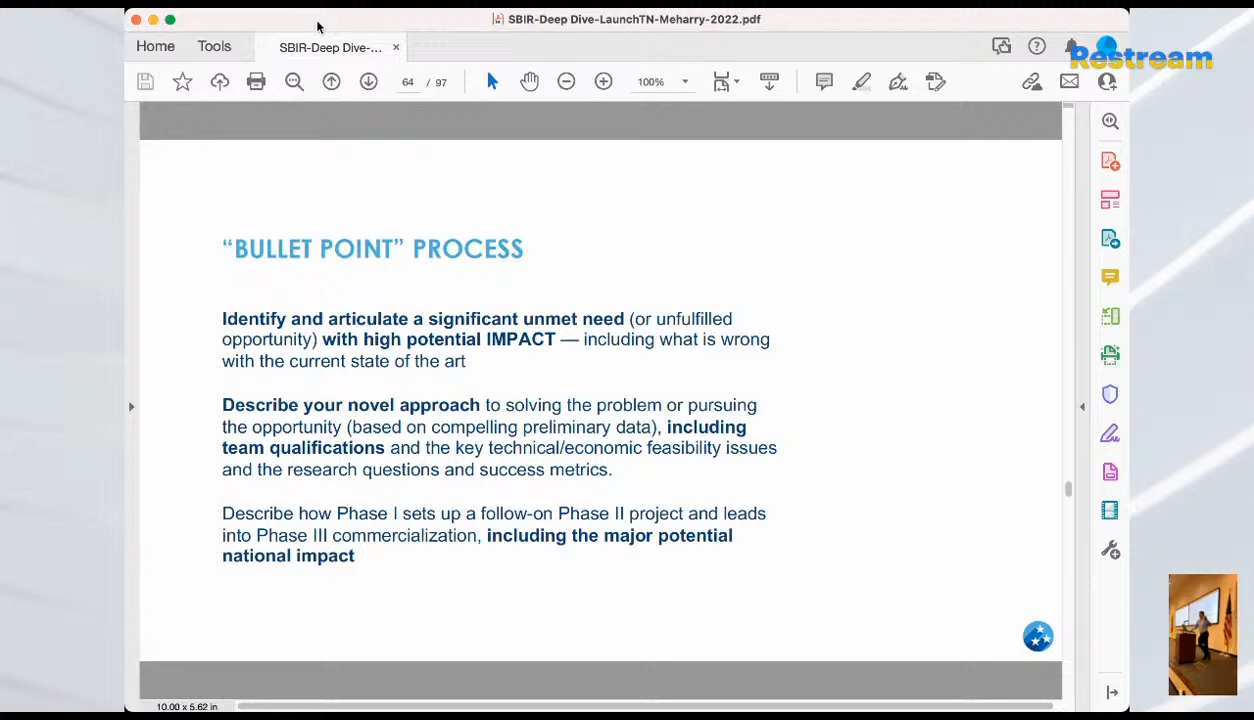 SBIR-Deep Dive-LaunchTN-Meharry-2022.pdf
Home
Tools
SBIR-Deep Dive-...
Restream
64 / 97
100%
“BULLET POINT” PROCESS
Identify and articulate a significant unmet need (or unfulfilled
opportunity) with high potential IMPACT — including what is wrong
with the current state of the art
Describe your novel approach to solving the problem or pursuing
the opportunity (based on compelling preliminary data), including
team qualifications and the key technical/economic feasibility issues
and the research questions and success metrics.
Describe how Phase I sets up a follow-on Phase II project and leads
into Phase III commercialization, including the major potential
national impact
10.00 x 5.62 in